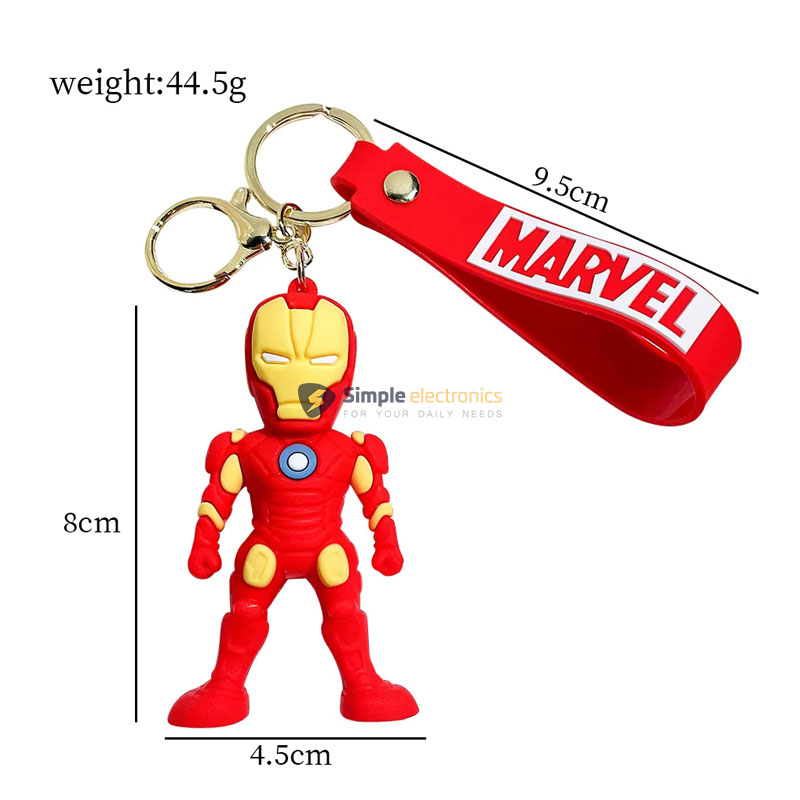 weight:44.5g
9.5cm
MARVEL
Simple electronics
FOR YOUR DAILY NEEDS
8cm
4.5cm